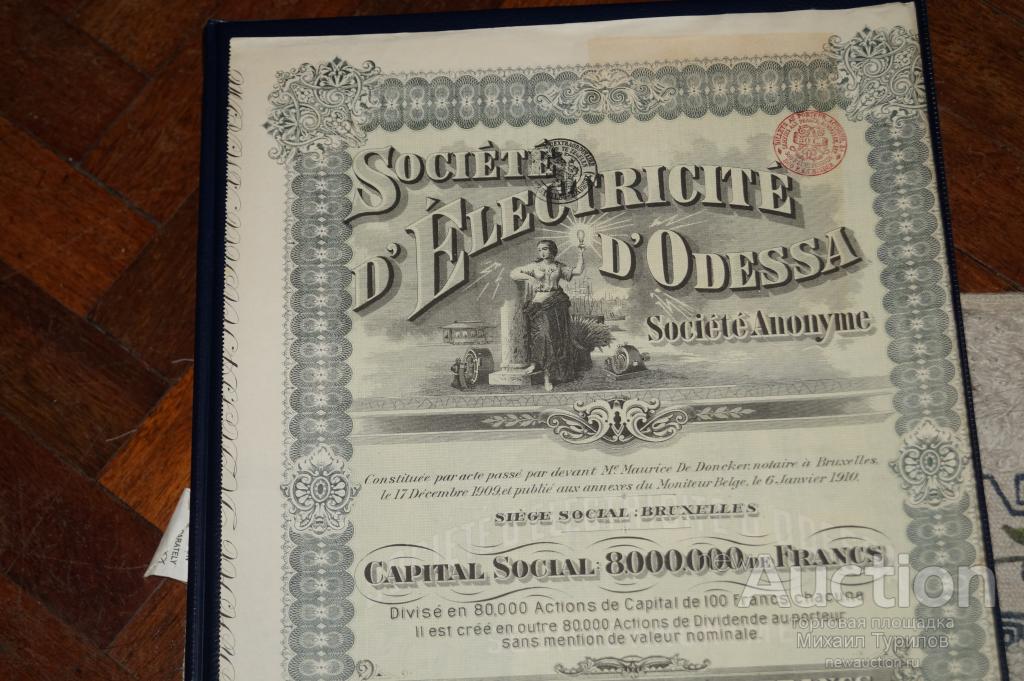 SOCIÉTÉ
D'ÉLECTRICITÉ
D'ODESSA
Société Anonyme
Constituée par acte passé par devant Mᵉ Maurice De Doncker, notaire à Bruxelles,
le 17 Décembre 1909, et publié aux annexes du Moniteur Belge, le 6 Janvier 1910.
SIÈGE SOCIAL : BRUXELLES
CAPITAL SOCIAL : 8.000.000 DE FRANCS
Divisé en 80,000 Actions de Capital de 100 Francs chacune
Il est créé en outre 80,000 Actions de Dividende au porteur
sans mention de valeur nominale.
Auction
торговая площадка
Михаил Турилов
newauction.ru